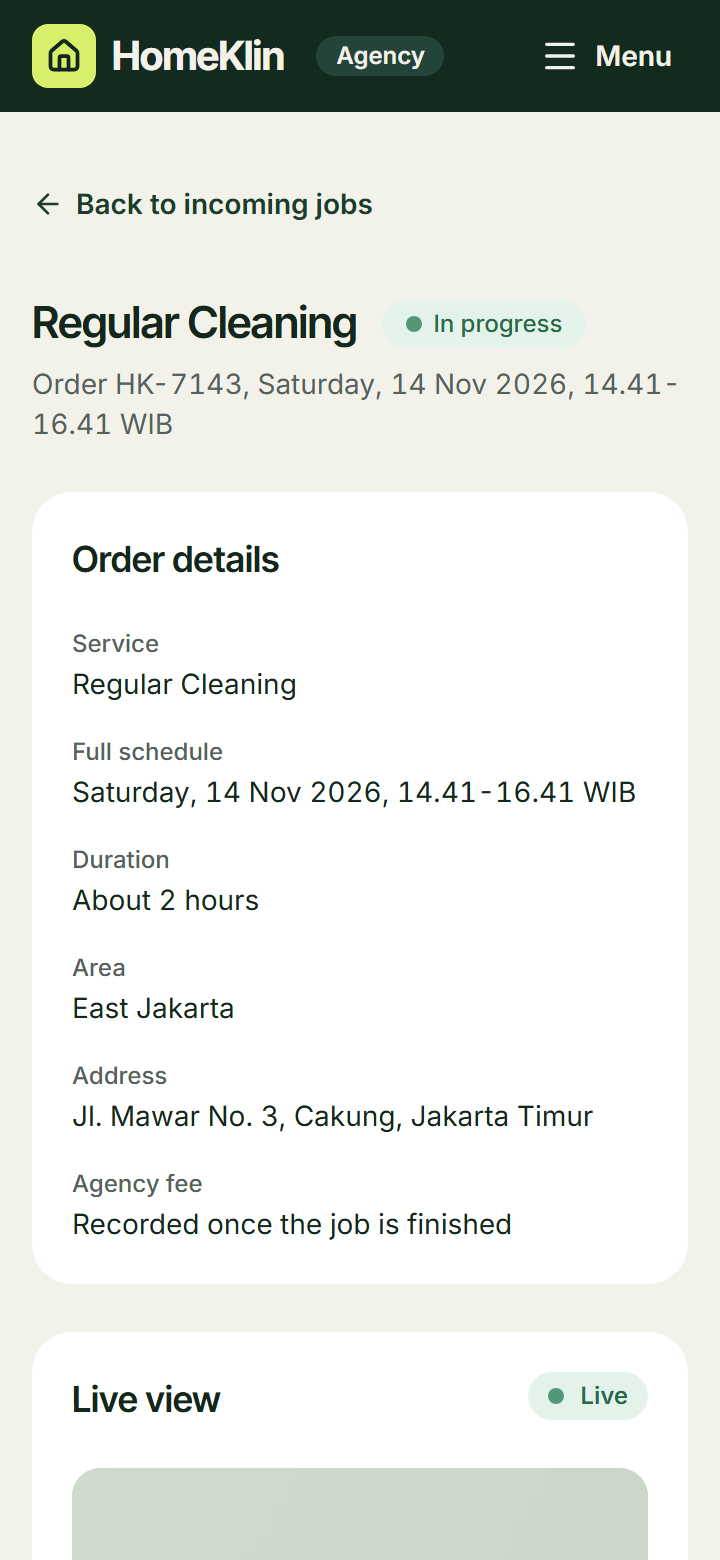 HomeKlin
Agency
Menu
Back to incoming jobs
Regular Cleaning
In progress
Order HK-7143, Saturday, 14 Nov 2026, 14.41-
16.41 WIB
Order details
Service
Regular Cleaning
Full schedule
Saturday, 14 Nov 2026, 14.41-16.41 WIB
Duration
About 2 hours
Area
East Jakarta
Address
Jl. Mawar No. 3, Cakung, Jakarta Timur
Agency fee
Recorded once the job is finished
Live view
Live